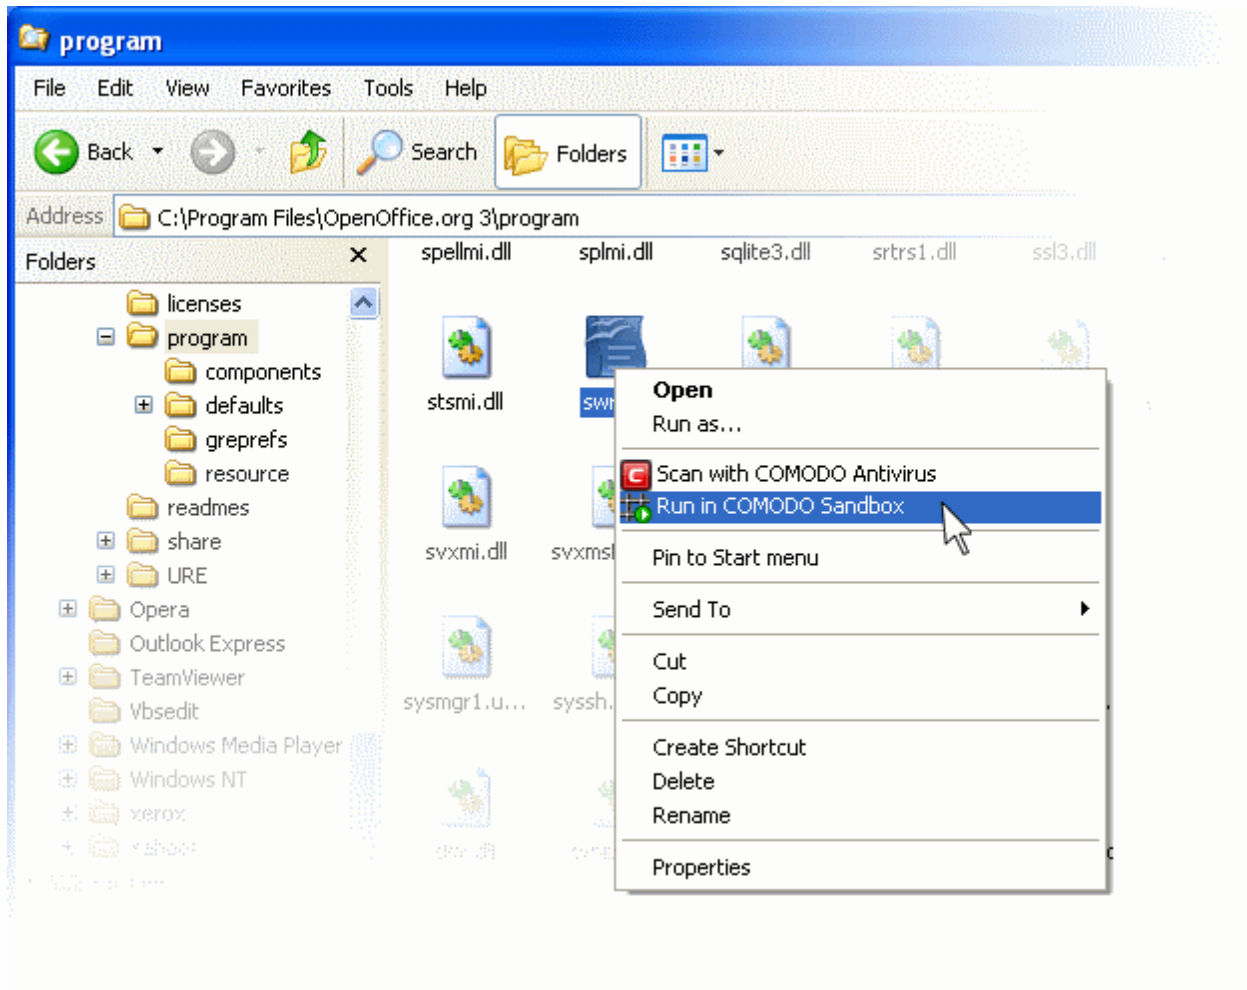 program
File Edit View Favorites Tools Help
Back Search Folders
Address C:\Program Files\OpenOffice.org 3\program
Folders
licenses
program
components
defaults
greprefs
resource
readmes
share
URE
Opera
Outlook Express
TeamViewer
Vbsedit
Windows Media Player
Windows NT
xerox
spellmi.dll splmi.dll sqlite3.dll srtrs1.dll ssl3.dll
stsmi.dll
svxmi.dll
sysmgr1.u...
Open
Run as...
Scan with COMODO Antivirus
Run in COMODO Sandbox
Pin to Start menu
Send To
Cut
Copy
Create Shortcut
Delete
Rename
Properties